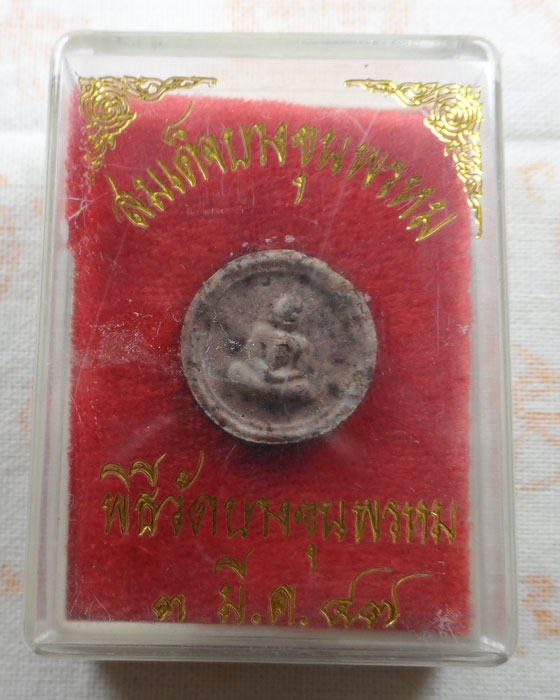 สมเด็จบางขุนพรหม
พิธีวัดบางขุนพรหม
๓ มี.ค. ๔๗